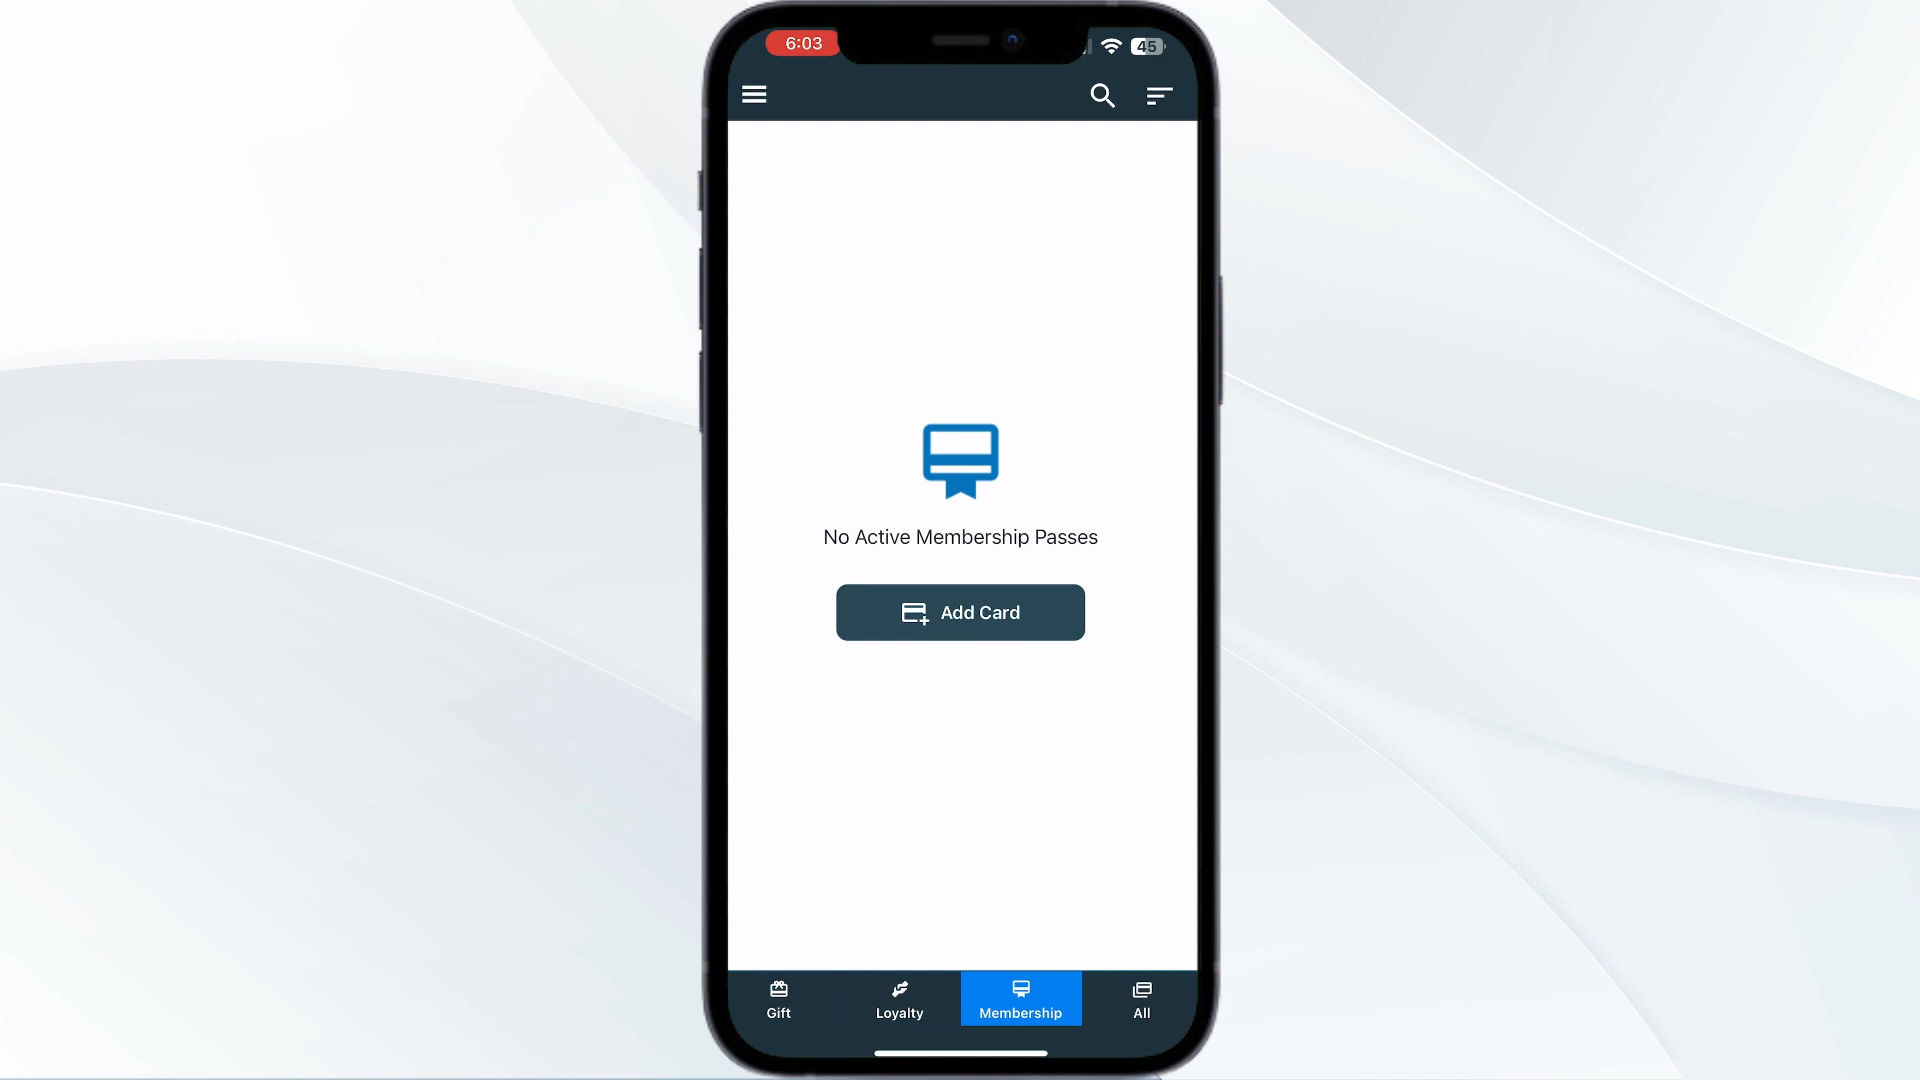 6:03
45
No Active Membership Passes
Add Card
Gift
Loyalty
Membership
All